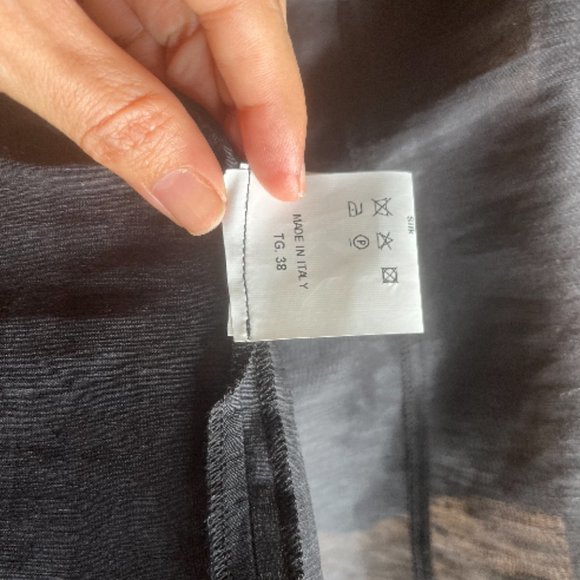 Silk
P
MADE IN ITALY
TG. 38